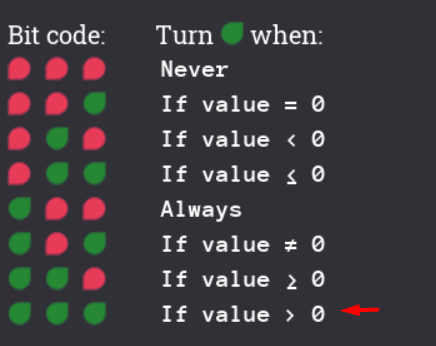 Bit code: Turn when:
Never
If value = 0
If value < 0
If value ≤ 0
Always
If value ≠ 0
If value ≥ 0
If value > 0